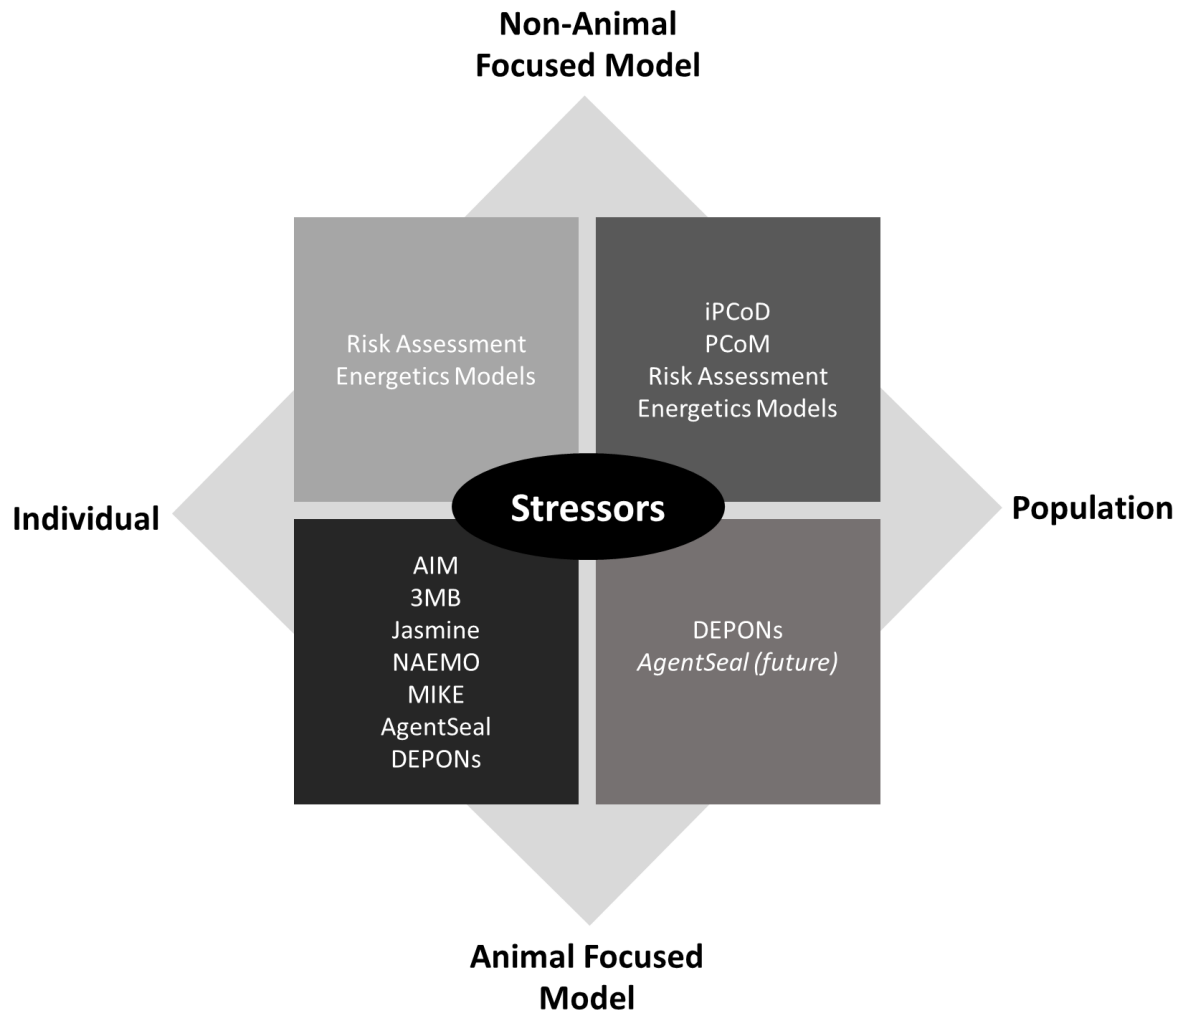 Non-Animal
Focused Model
Risk Assessment
Energetics Models
iPCoD
PCoM
Risk Assessment
Energetics Models
Individual
Stressors
Population
AIM
3MB
Jasmine
NAEMO
MIKE
AgentSeal
DEPONs
DEPONs
AgentSeal (future)
Animal Focused
Model